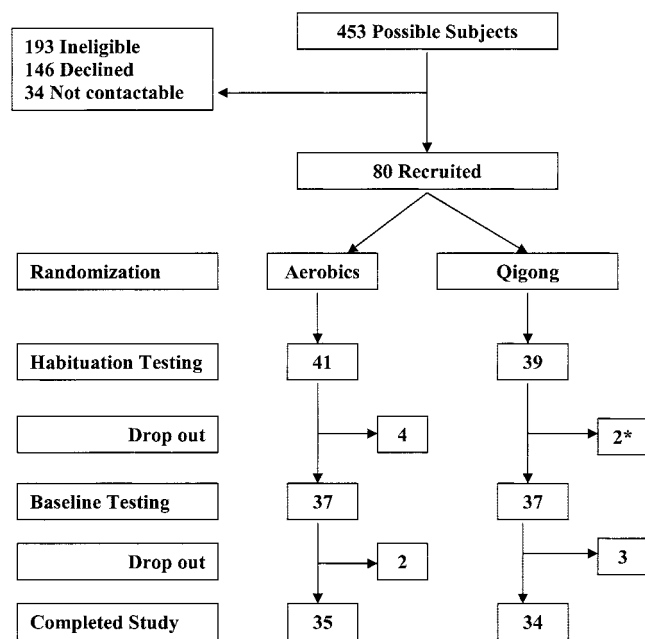 453 Possible Subjects
193 Ineligible
146 Declined
34 Not contactable
80 Recruited
Randomization
Aerobics
Qigong
Habituation Testing
41
39
Drop out
4
2*
Baseline Testing
37
37
Drop out
2
3
Completed Study
35
34